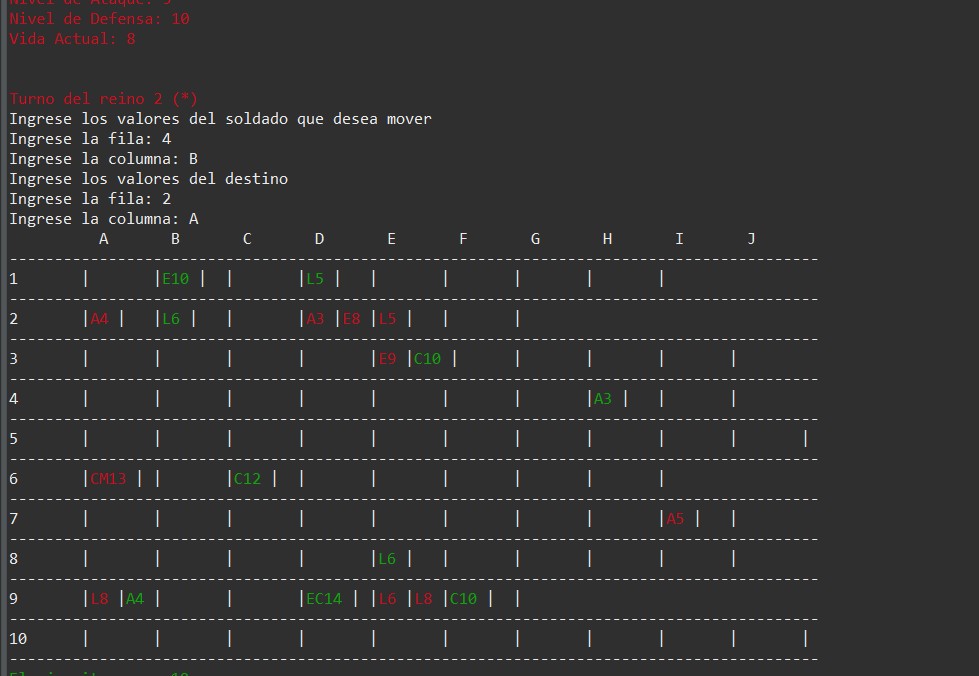 Nivel de Ataque: 9
Nivel de Defensa: 10
Vida Actual: 8
Turno del reino 2 (*)
Ingrese los valores del soldado que desea mover
Ingrese la fila: 4
Ingrese la columna: B
Ingrese los valores del destino
Ingrese la fila: 2
Ingrese la columna: A
A B C D E F G H I J
-----------------------------------------------------------------------------------------
1 | |E10 | | |L5 | | | | | |
-----------------------------------------------------------------------------------------
2 |A4 | |L6 | | |A3 |E8 |L5 | | |
-----------------------------------------------------------------------------------------
3 | | | | |E9 |C10 | | | | |
-----------------------------------------------------------------------------------------
4 | | | | | | | |A3 | | |
-----------------------------------------------------------------------------------------
5 | | | | | | | | | | |
-----------------------------------------------------------------------------------------
6 |CM13 | | |C12 | | | | | | |
-----------------------------------------------------------------------------------------
7 | | | | | | | | |A5 | |
-----------------------------------------------------------------------------------------
8 | | | | |L6 | | | | | |
-----------------------------------------------------------------------------------------
9 |L8 |A4 | | |EC14 | |L6 |L8 |C10 | |
-----------------------------------------------------------------------------------------
10 | | | | | | | | | | |
-----------------------------------------------------------------------------------------